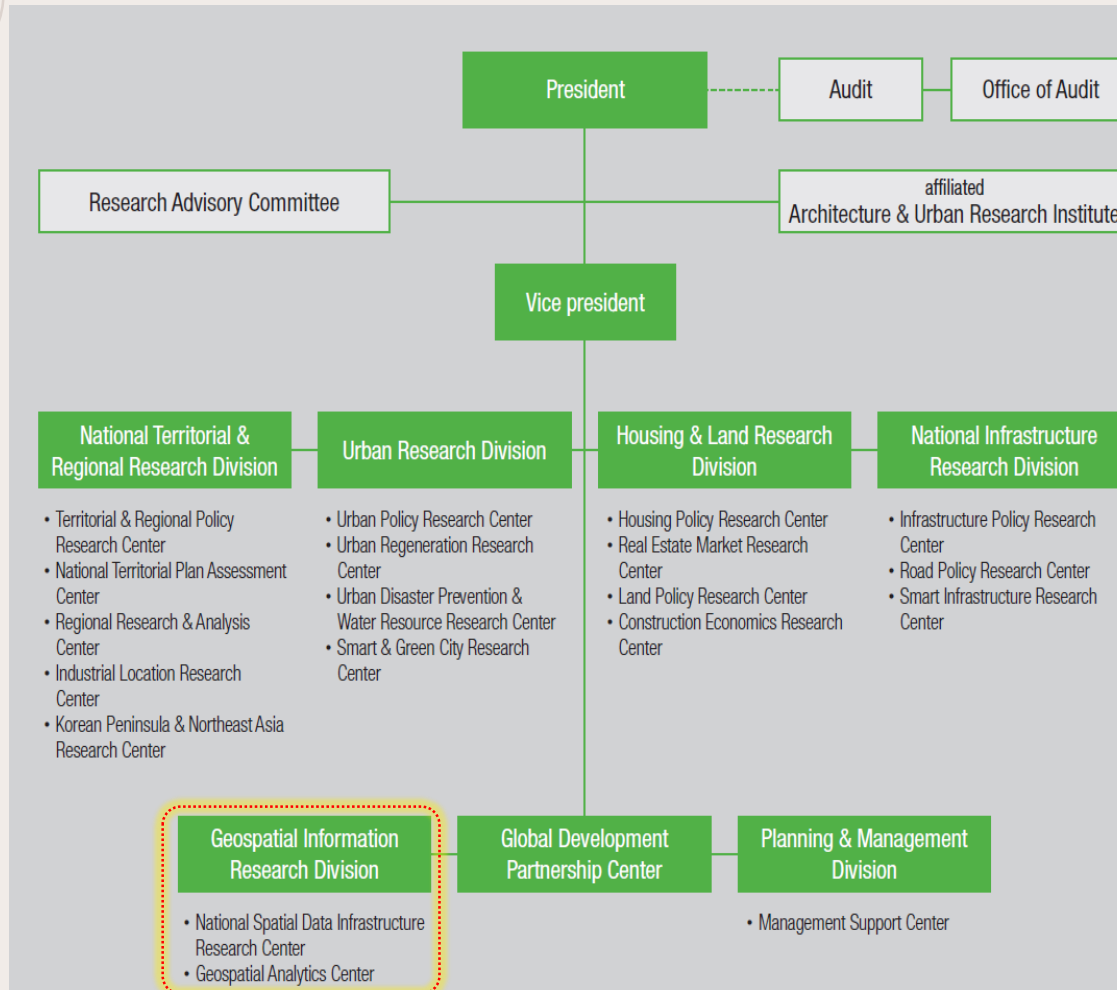 President
Audit
Office of Audit
Research Advisory Committee
affiliated
Architecture & Urban Research Institute
Vice president
National Territorial &
Regional Research Division
• Territorial & Regional Policy
Research Center
• National Territorial Plan Assessment
Center
• Regional Research & Analysis
Center
• Industrial Location Research
Center
• Korean Peninsula & Northeast Asia
Research Center
Urban Research Division
• Urban Policy Research Center
• Urban Regeneration Research
Center
• Urban Disaster Prevention &
Water Resource Research Center
• Smart & Green City Research
Center
Housing & Land Research
Division
• Housing Policy Research Center
• Real Estate Market Research
Center
• Land Policy Research Center
• Construction Economics Research
Center
National Infrastructure
Research Division
• Infrastructure Policy Research
Center
• Road Policy Research Center
• Smart Infrastructure Research
Center
Geospatial Information
Research Division
• National Spatial Data Infrastructure
Research Center
• Geospatial Analytics Center
Global Development
Partnership Center
Planning & Management
Division
• Management Support Center